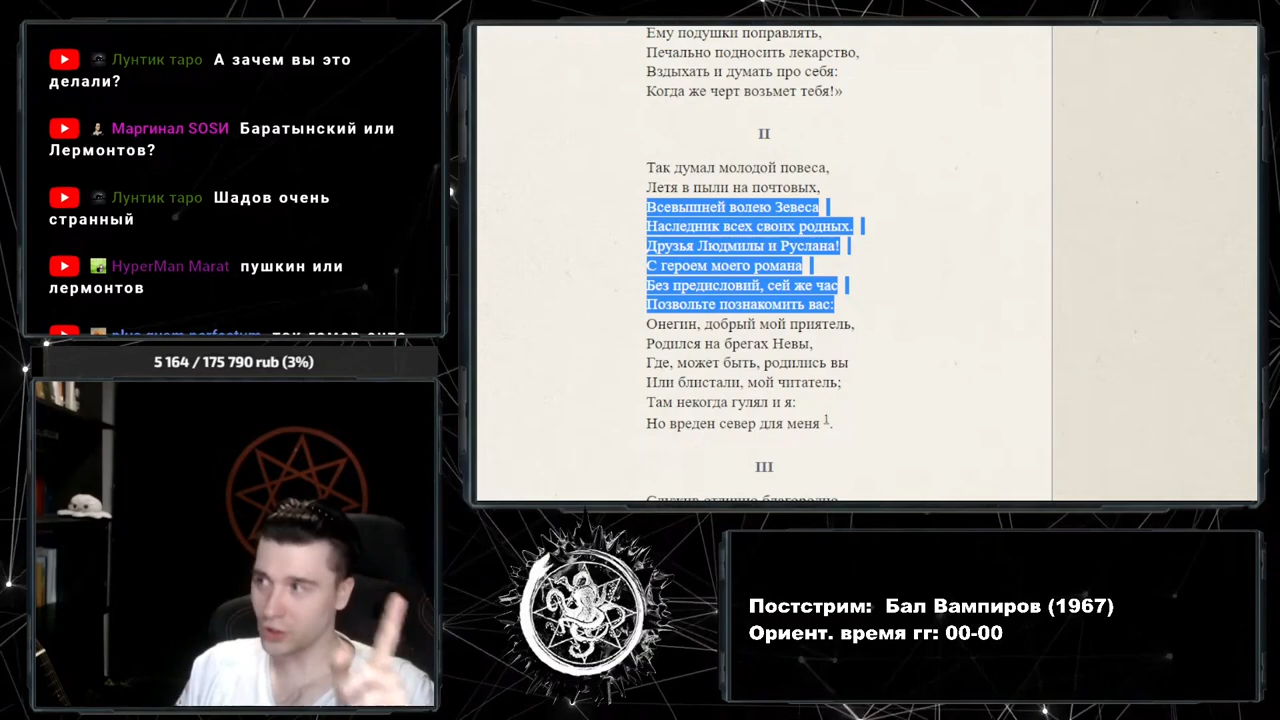 Лунтик таро А зачем вы это
делали?
Маргинал SOSИ Баратынский или
Лермонтов?
Лунтик таро Шадов очень
странный
HyperMan Marat пушкин или
лермонтов
5 164 / 175 790 rub (3%)
Ему подушки поправлять,
Печально подносить лекарство,
Вздыхать и думать про себя:
Когда же черт возьмет тебя!»
II
Так думал молодой повеса,
Летя в пыли на почтовых,
Всевышней волею Зевеса
Наследник всех своих родных.
Друзья Людмилы и Руслана!
С героем моего романа
Без предисловий, сей же час
Позвольте познакомить вас:
Онегин, добрый мой приятель,
Родился на брегах Невы,
Где, может быть, родились вы
Или блистали, мой читатель;
Там некогда гулял и я:
Но вреден север для меня 1.
III
Постстрим: Бал Вампиров (1967)
Ориент. время гг: 00-00